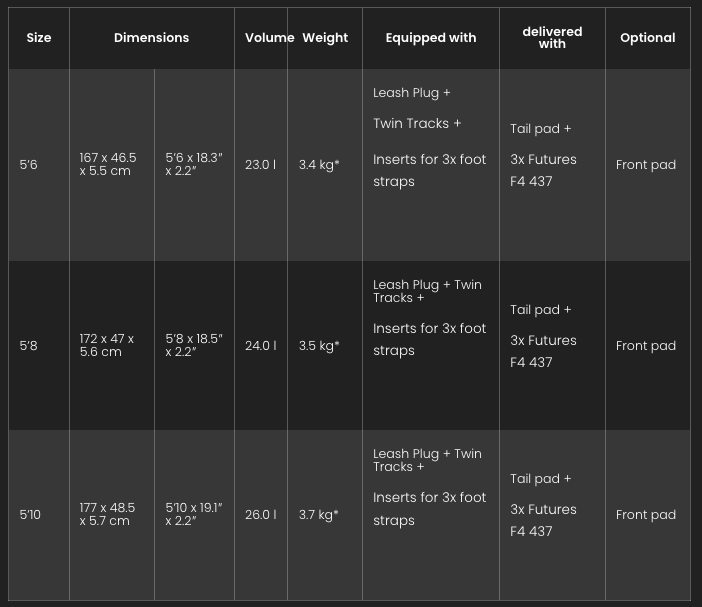 Size Dimensions Volume Weight Equipped with delivered with Optional
5’6
167 x 46.5
x 5.5 cm
5’6 x 18.3″
x 2.2″
23.0 l
3.4 kg*
Leash Plug +
Twin Tracks +
Inserts for 3x foot
straps
Tail pad +
3x Futures
F4 437
Front pad
5’8
172 x 47 x
5.6 cm
5’8 x 18.5″
x 2.2″
24.0 l
3.5 kg*
Leash Plug + Twin
Tracks +
Inserts for 3x foot
straps
Tail pad +
3x Futures
F4 437
Front pad
5’10
177 x 48.5
x 5.7 cm
5’10 x 19.1″
x 2.2″
26.0 l
3.7 kg*
Leash Plug + Twin
Tracks +
Inserts for 3x foot
straps
Tail pad +
3x Futures
F4 437
Front pad